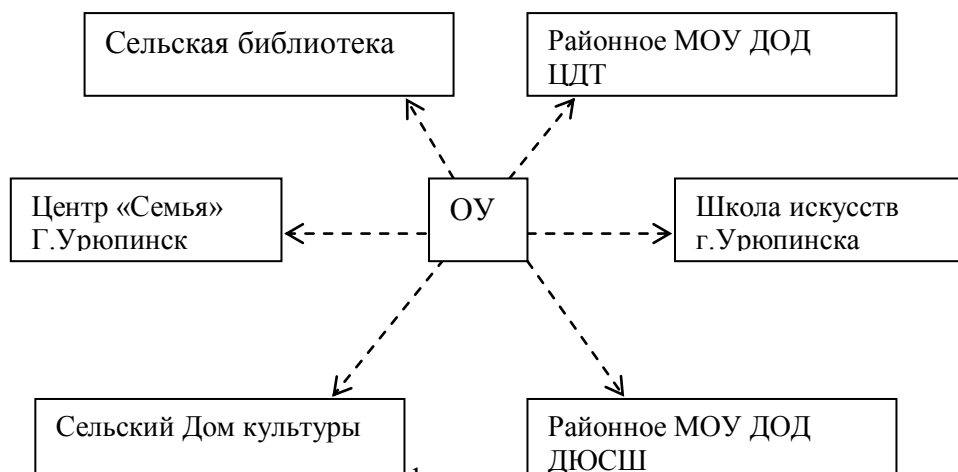 Сельская библиотека
Районное МОУ ДОД
ЦДТ
Центр «Семья»
Г.Урюпинск
ОУ
Школа искусств
г.Урюпинска
Сельский Дом культуры
Районное МОУ ДОД
ДЮСШ